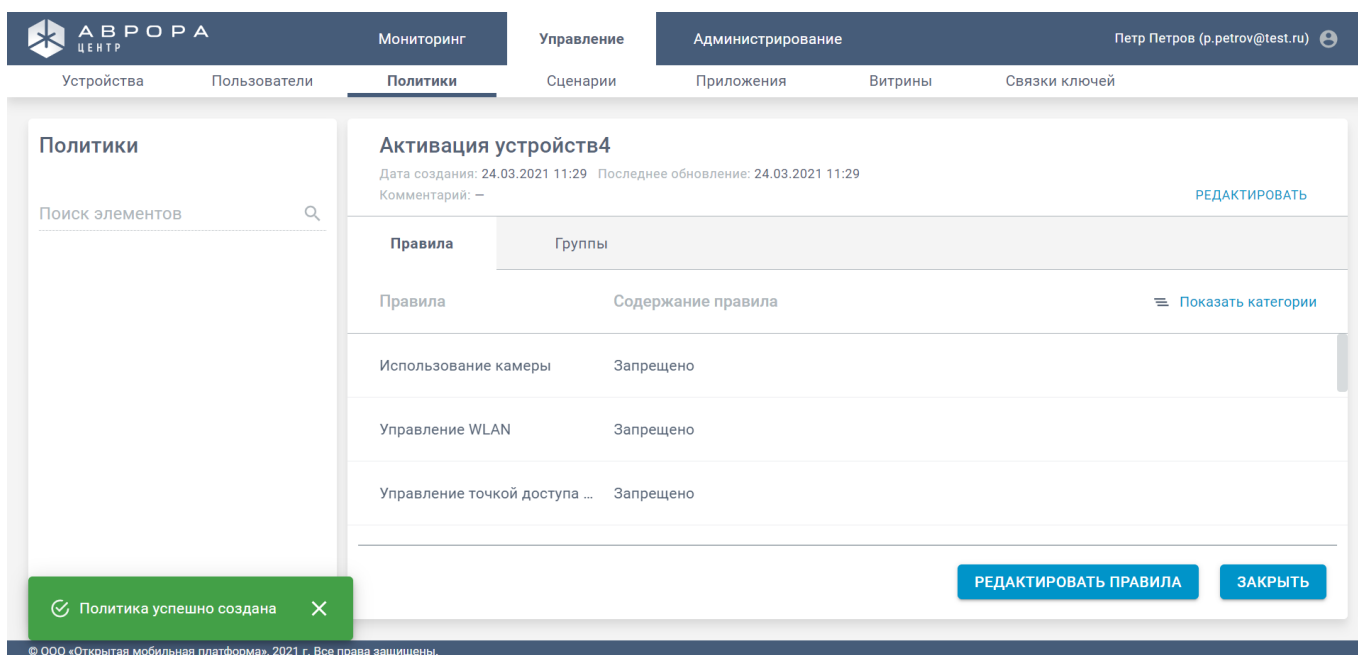 АВРОРА
ЦЕНТР
Мониторинг Управление Администрирование Петр Петров (p.petrov@test.ru)
Устройства Пользователи Политики Сценарии Приложения Витрины Связки ключей
Политики
Поиск элементов
Активация устройств4
Дата создания: 24.03.2021 11:29 Последнее обновление: 24.03.2021 11:29
Комментарий: —
РЕДАКТИРОВАТЬ
Правила Группы
Правила Содержание правила Показать категории
Использование камеры Запрещено
Управление WLAN Запрещено
Управление точкой доступа ... Запрещено
РЕДАКТИРОВАТЬ ПРАВИЛА ЗАКРЫТЬ
Политика успешно создана
© ООО «Открытая мобильная платформа», 2021 г. Все права защищены.